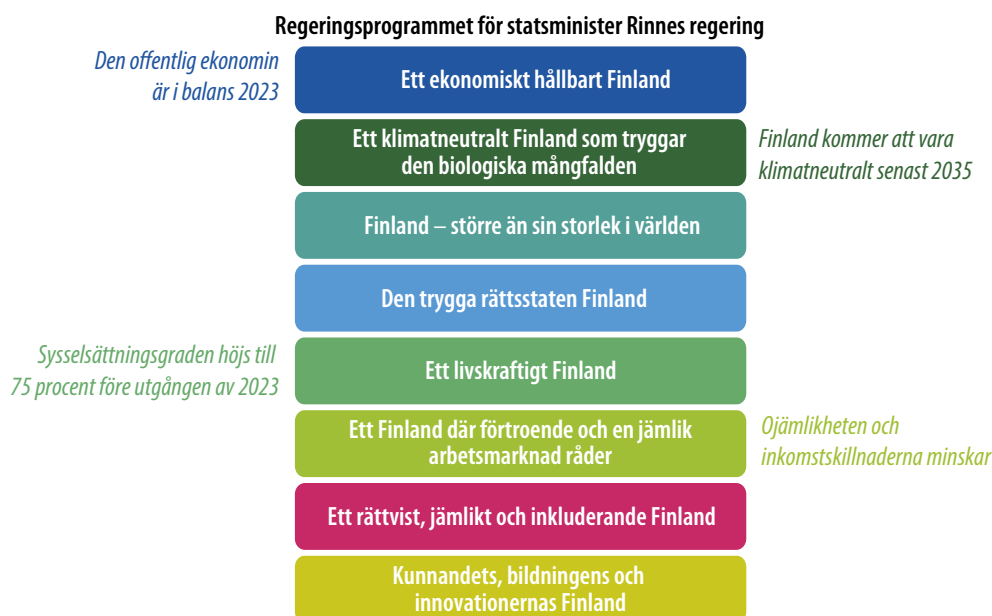 Regeringsprogrammet för statsminister Rinnes regering
Den offentlig ekonomin
är i balans 2023
Ett ekonomiskt hållbart Finland
Ett klimatneutralt Finland som tryggar
den biologiska mångfalden
Finland kommer att vara
klimatneutralt senast 2035
Finland – större än sin storlek i världen
Den trygga rättsstaten Finland
Sysselsättningsgraden höjs till
75 procent före utgången av 2023
Ett livskraftigt Finland
Ett Finland där förtroende och en jämlik
arbetsmarknad råder
Ojämlikheten och
inkomstskillnaderna minskar
Ett rättvist, jämlikt och inkluderande Finland
Kunnandets, bildningens och
innovationernas Finland